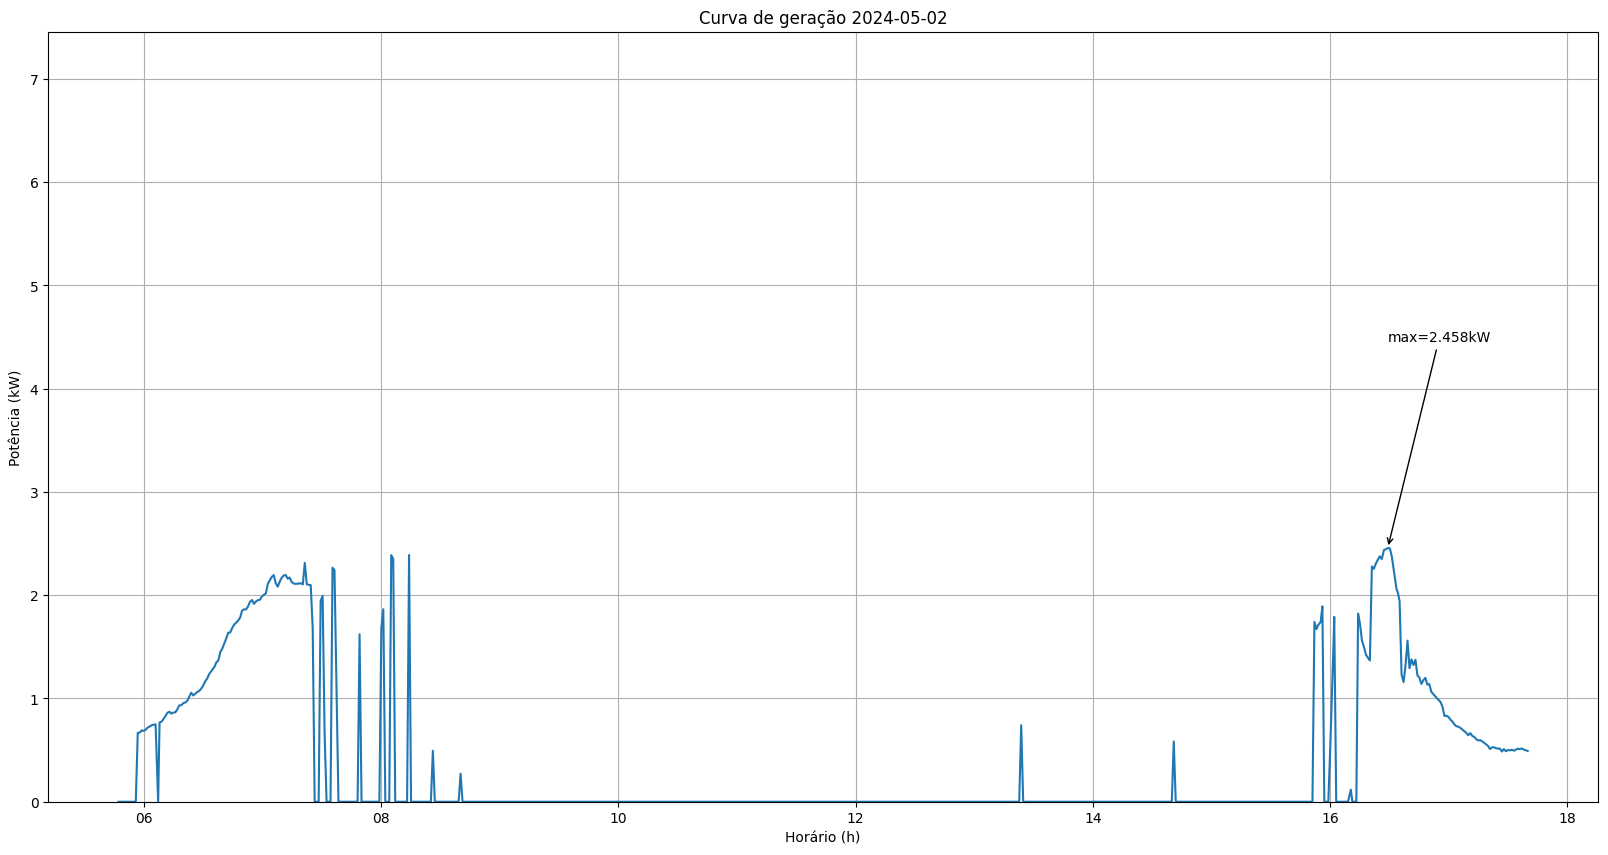 Curva de geração 2024-05-02
Potência (kW)
7
6
5
4
3
2
1
0
max=2.458kW
06 08 10 12 14 16 18
Horário (h)